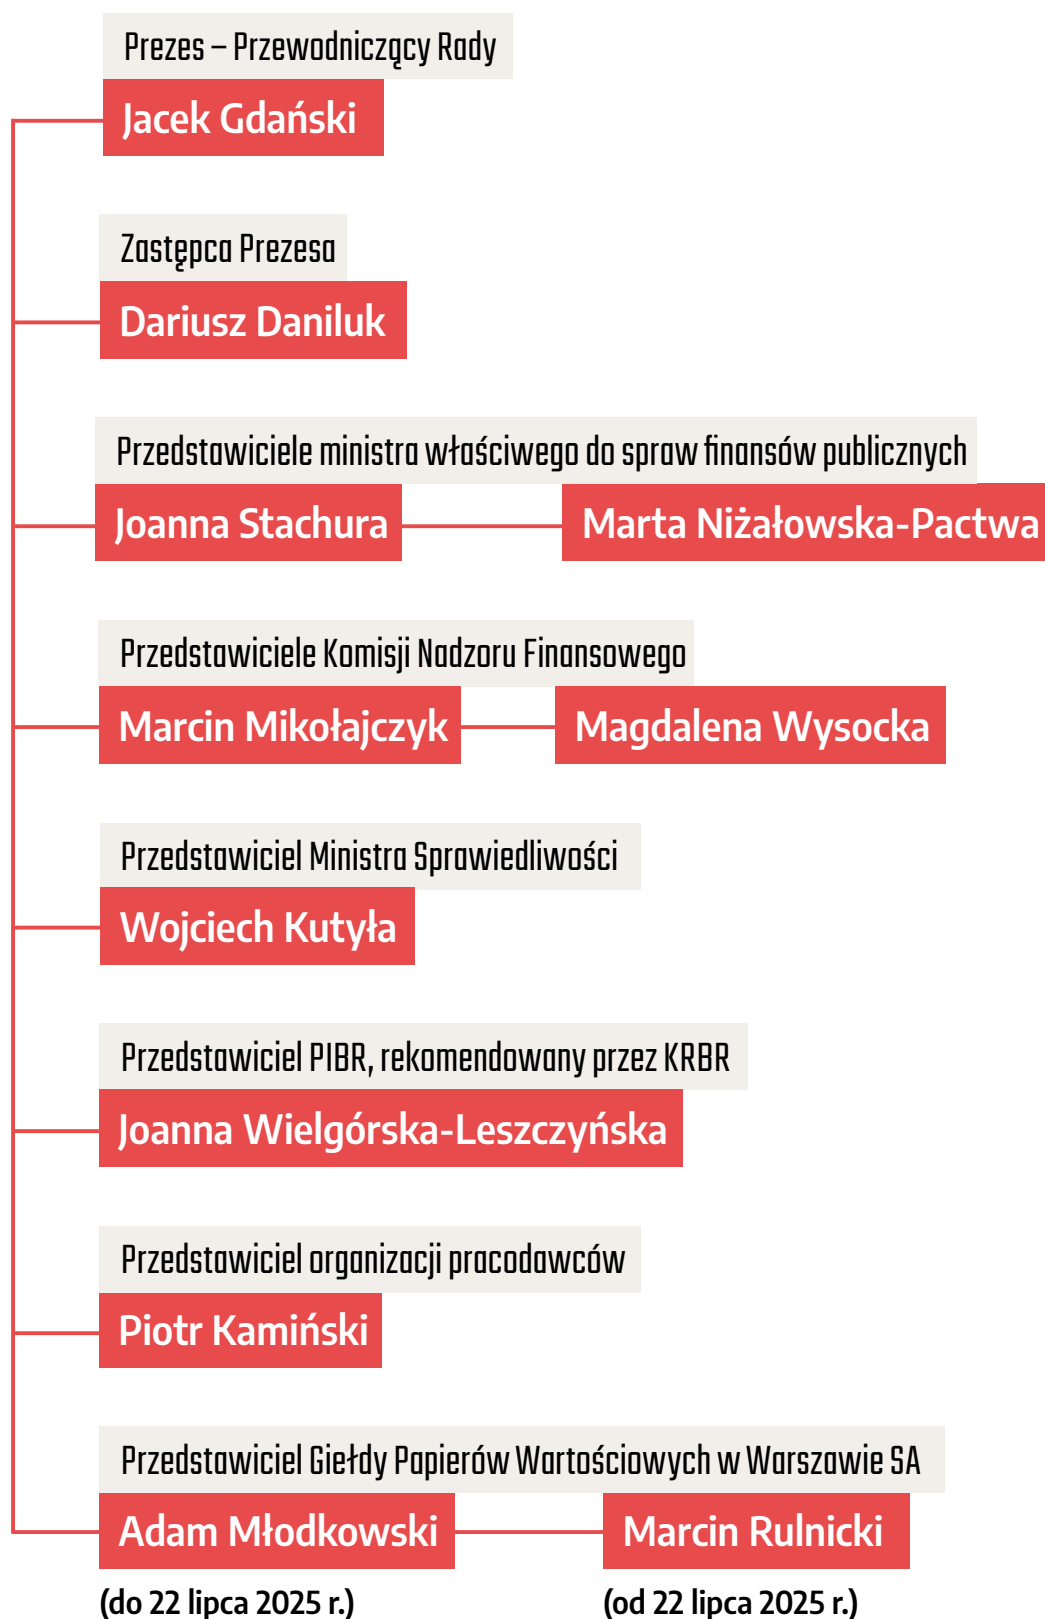 Prezes – Przewodniczący Rady
Jacek Gdański
Zastępca Prezesa
Dariusz Daniluk
Przedstawiciele ministra właściwego do spraw finansów publicznych
Joanna Stachura Marta Niżałowska-Pactwa
Przedstawiciele Komisji Nadzoru Finansowego
Marcin Mikołajczyk Magdalena Wysocka
Przedstawiciel Ministra Sprawiedliwości
Wojciech Kutyła
Przedstawiciel PIBR, rekomendowany przez KRBR
Joanna Wielgórska-Leszczyńska
Przedstawiciel organizacji pracodawców
Piotr Kamiński
Przedstawiciel Giełdy Papierów Wartościowych w Warszawie SA
Adam Młodkowski Marcin Rulnicki
(do 22 lipca 2025 r.) (od 22 lipca 2025 r.)